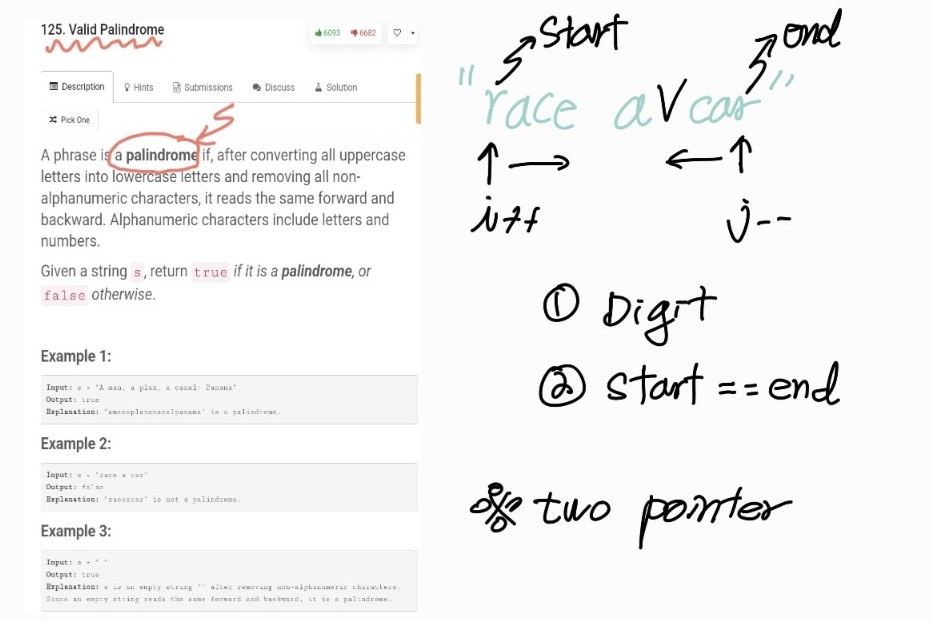 125. Valid Palindrome
6093 6682
Description Hints Submissions Discuss Solution
Pick One
S
A phrase is a palindrome if, after converting all uppercase
letters into lowercase letters and removing all non-
alphanumeric characters, it reads the same forward and
backward. Alphanumeric characters include letters and
numbers.
Given a string s, return true if it is a palindrome, or
false otherwise.
Example 1:
Input: s = "A man, a plan, a canal: Panama"
Output: true
Explanation: "amanaplanacanalpanama" is a palindrome.
Example 2:
Input: s = "race a car"
Output: false
Explanation: "raceacar" is not a palindrome.
Example 3:
Input: s = " "
Output: true
Explanation: s is an empty string "" after removing non-alphanumeric characters.
Since an empty string reads the same forward and backward, it is a palindrome.
Start end
"race a V car"
i++ j--
① Digit
② Start == end
※ two pointer